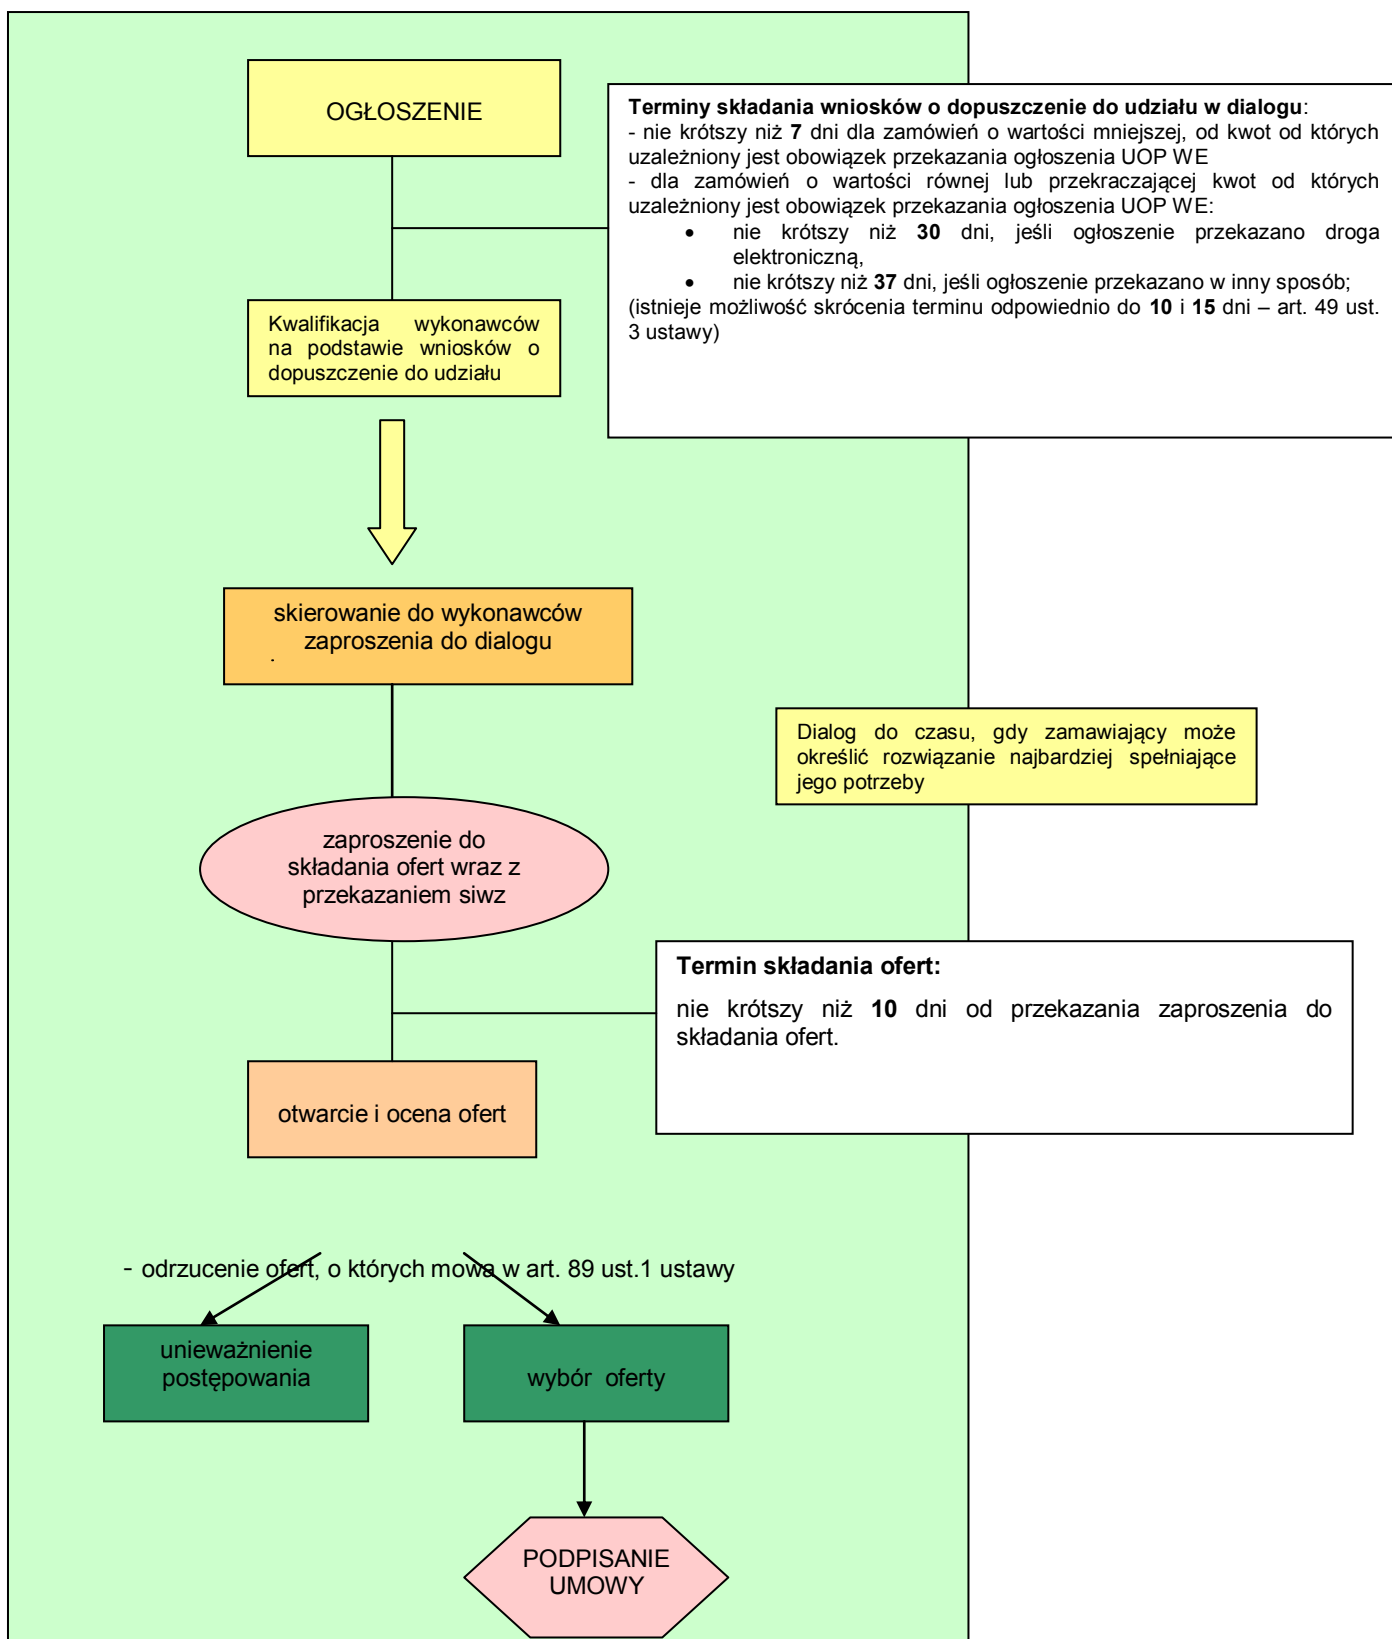 OGŁOSZENIE
Terminy składania wniosków o dopuszczenie do udziału w dialogu:
- nie krótszy niż 7 dni dla zamówień o wartości mniejszej, od kwot od których
uzależniony jest obowiązek przekazania ogłoszenia UOP WE
- dla zamówień o wartości równej lub przekraczającej kwot od których
uzależniony jest obowiązek przekazania ogłoszenia UOP WE:
• nie krótszy niż 30 dni, jeśli ogłoszenie przekazano droga
elektroniczną,
• nie krótszy niż 37 dni, jeśli ogłoszenie przekazano w inny sposób;
(istnieje możliwość skrócenia terminu odpowiednio do 10 i 15 dni – art. 49 ust.
3 ustawy)
Kwalifikacja wykonawców
na podstawie wniosków o
dopuszczenie do udziału
skierowanie do wykonawców
zaproszenia do dialogu
.
Dialog do czasu, gdy zamawiający może
określić rozwiązanie najbardziej spełniające
jego potrzeby
zaproszenie do
składania ofert wraz z
przekazaniem siwz
Termin składania ofert:
nie krótszy niż 10 dni od przekazania zaproszenia do
składania ofert.
otwarcie i ocena ofert
- odrzucenie ofert, o których mowa w art. 89 ust.1 ustawy
unieważnienie
postępowania
wybór oferty
PODPISANIE
UMOWY